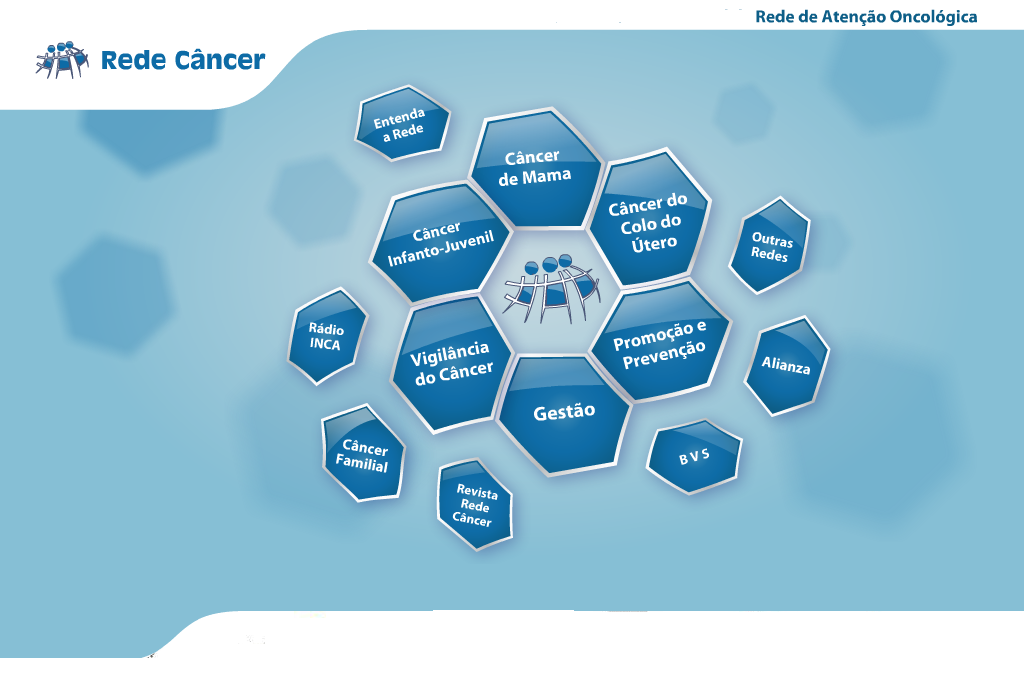 Rede de Atenção Oncológica
Rede Câncer
Entenda
a Rede
Câncer
de Mama
Câncer do
Colo do
Útero
Câncer
Infanto-Juvenil
Outras
Redes
Rádio
INCA
Vigilância
do Câncer
Promoção e
Prevenção
Alianza
Gestão
Câncer
Familial
B V S
Revista
Rede
Câncer